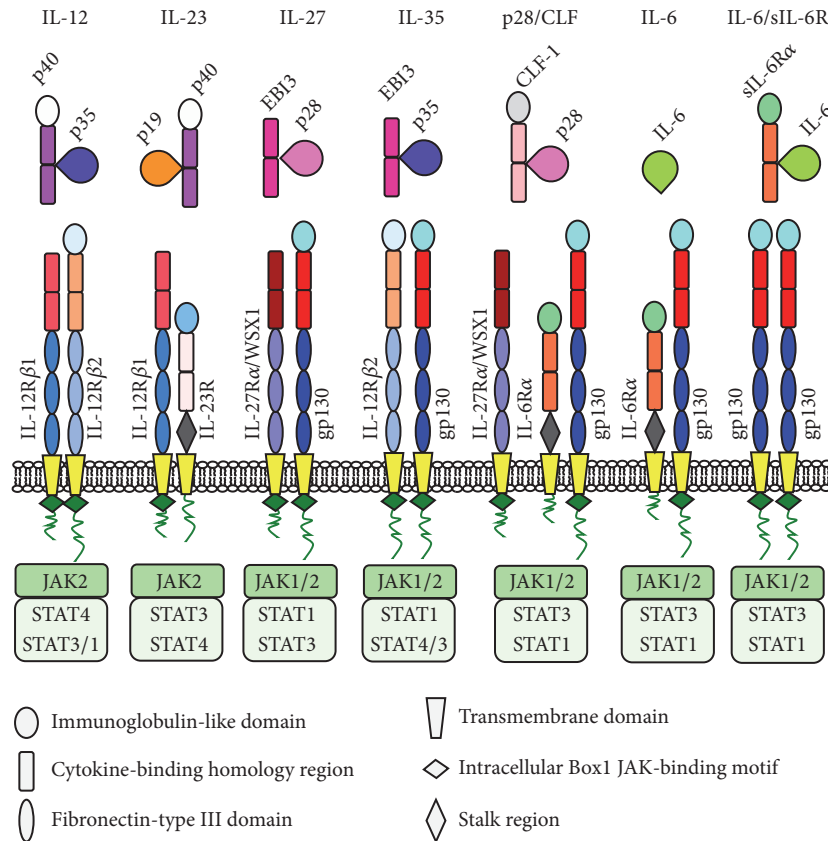 IL-12 IL-23 IL-27 IL-35 p28/CLF IL-6 IL-6/sIL-6R
p40 p35 p19 p40 EBI3 p28 EBI3 p35 CLF-1 p28 IL-6 sIL-6Rα IL-6
IL-12Rβ1 IL-12Rβ2 IL-12Rβ1 IL-23R IL-27Rα/WSX1 gp130 IL-12Rβ2 gp130 IL-27Rα/WSX1 IL-6Rα gp130 IL-6Rα gp130 gp130 gp130
JAK2 JAK2 JAK1/2 JAK1/2 JAK1/2 JAK1/2 JAK1/2
STAT4 STAT3 STAT1 STAT1 STAT3 STAT3 STAT3
STAT3/1 STAT4 STAT3 STAT4/3 STAT1 STAT1 STAT1
Immunoglobulin-like domain
Cytokine-binding homology region
Fibronectin-type III domain
Transmembrane domain
Intracellular Box1 JAK-binding motif
Stalk region